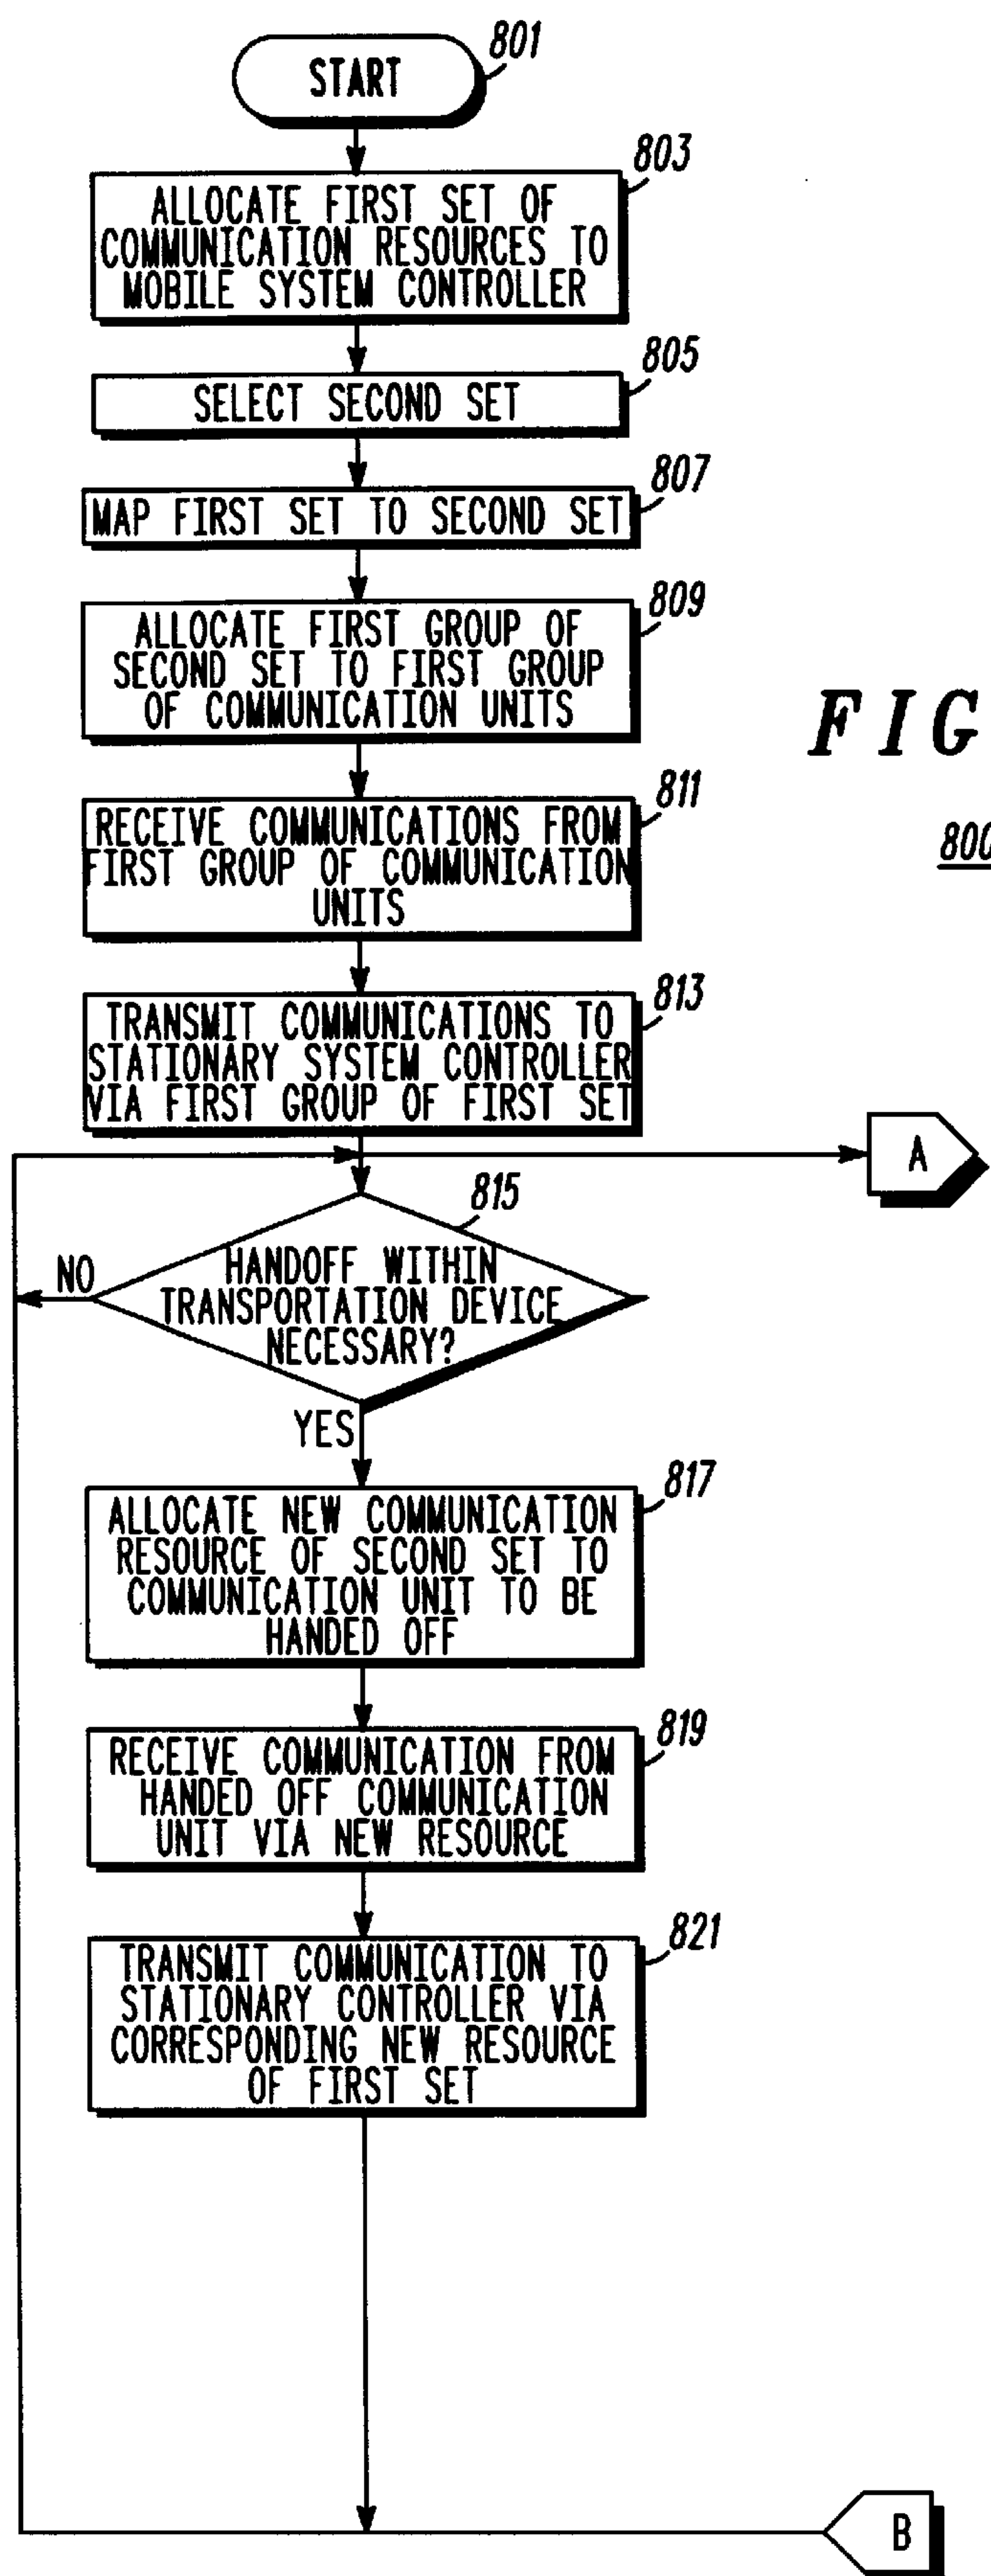 START
801
ALLOCATE FIRST SET OF
COMMUNICATION RESOURCES TO
MOBILE SYSTEM CONTROLLER
803
SELECT SECOND SET
805
MAP FIRST SET TO SECOND SET
807
ALLOCATE FIRST GROUP OF
SECOND SET TO FIRST GROUP
OF COMMUNICATION UNITS
809
FIG
800
RECEIVE COMMUNICATIONS FROM
FIRST GROUP OF COMMUNICATION
UNITS
811
TRANSMIT COMMUNICATIONS TO
STATIONARY SYSTEM CONTROLLER
VIA FIRST GROUP OF FIRST SET
813
A
HANDOFF WITHIN
TRANSPORTATION DEVICE
NECESSARY?
815
NO
YES
ALLOCATE NEW COMMUNICATION
RESOURCE OF SECOND SET TO
COMMUNICATION UNIT TO BE
HANDED OFF
817
RECEIVE COMMUNICATION FROM
HANDED OFF COMMUNICATION
UNIT VIA NEW RESOURCE
819
TRANSMIT COMMUNICATION TO
STATIONARY CONTROLLER VIA
CORRESPONDING NEW RESOURCE
OF FIRST SET
821
B